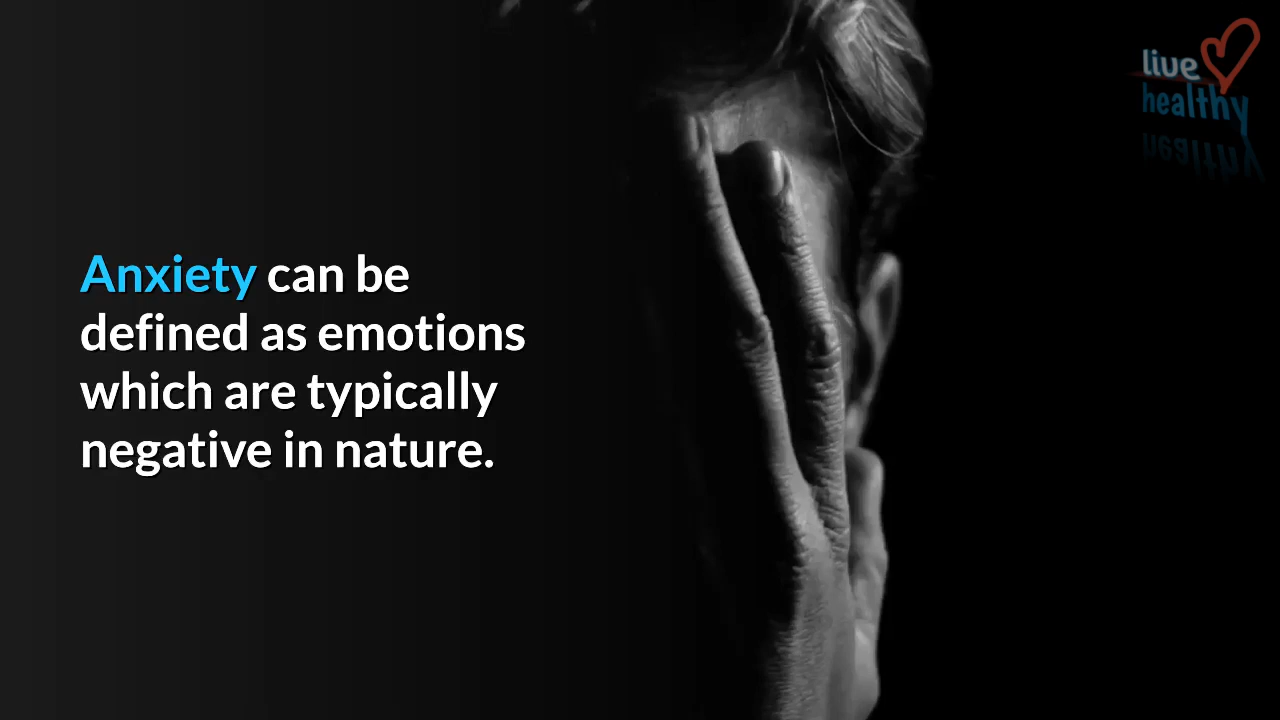 live
healthy
Anxiety can be
defined as emotions
which are typically
negative in nature.